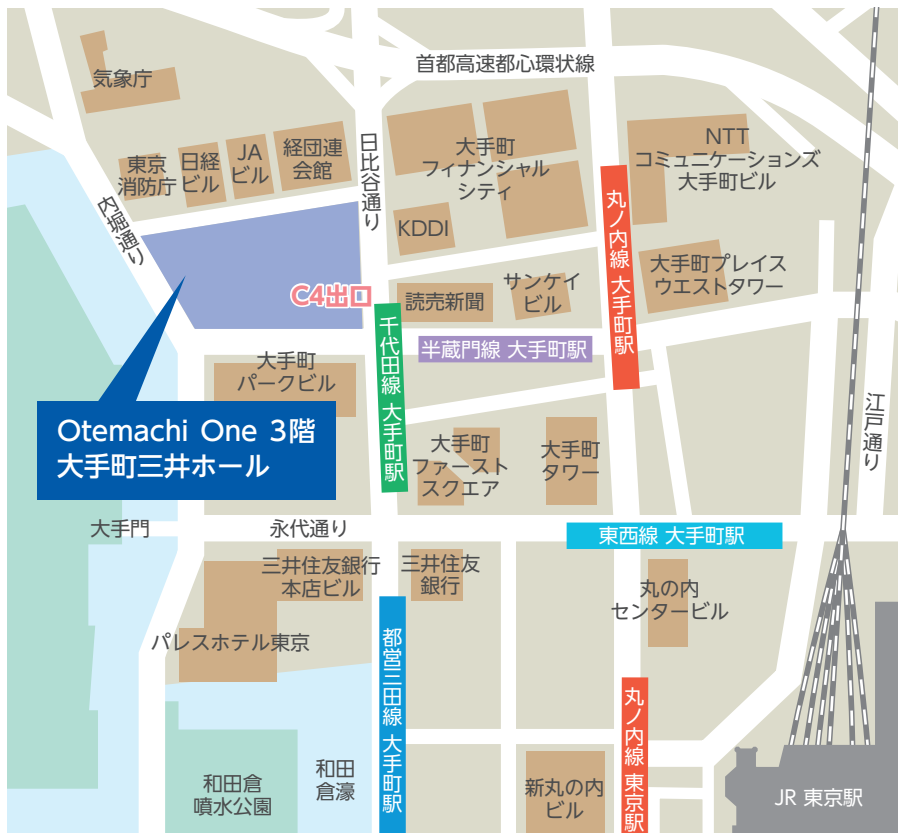 首都高速都心環状線
気象庁
日比谷通り
NTT
コミュニケーションズ
大手町ビル
大手町
フィナンシャル
シティ
経団連
会館
JA
ビル
日経
ビル
東京
消防庁
内堀通り
丸ノ内線 大手町駅
KDDI
大手町プレイス
ウエストタワー
サンケイ
ビル
C4出口
読売新聞
千代田線 大手町駅
半蔵門線 大手町駅
大手町
パークビル
江戸通り
Otemachi One 3階
大手町三井ホール
大手町
ファースト
スクエア
大手町
タワー
大手門
永代通り
東西線 大手町駅
三井住友銀行
本店ビル
三井住友
銀行
丸の内
センタービル
パレスホテル東京
都営三田線 大手町駅
丸ノ内線 東京駅
和田倉
噴水公園
和田
倉濠
新丸の内
ビル
JR 東京駅